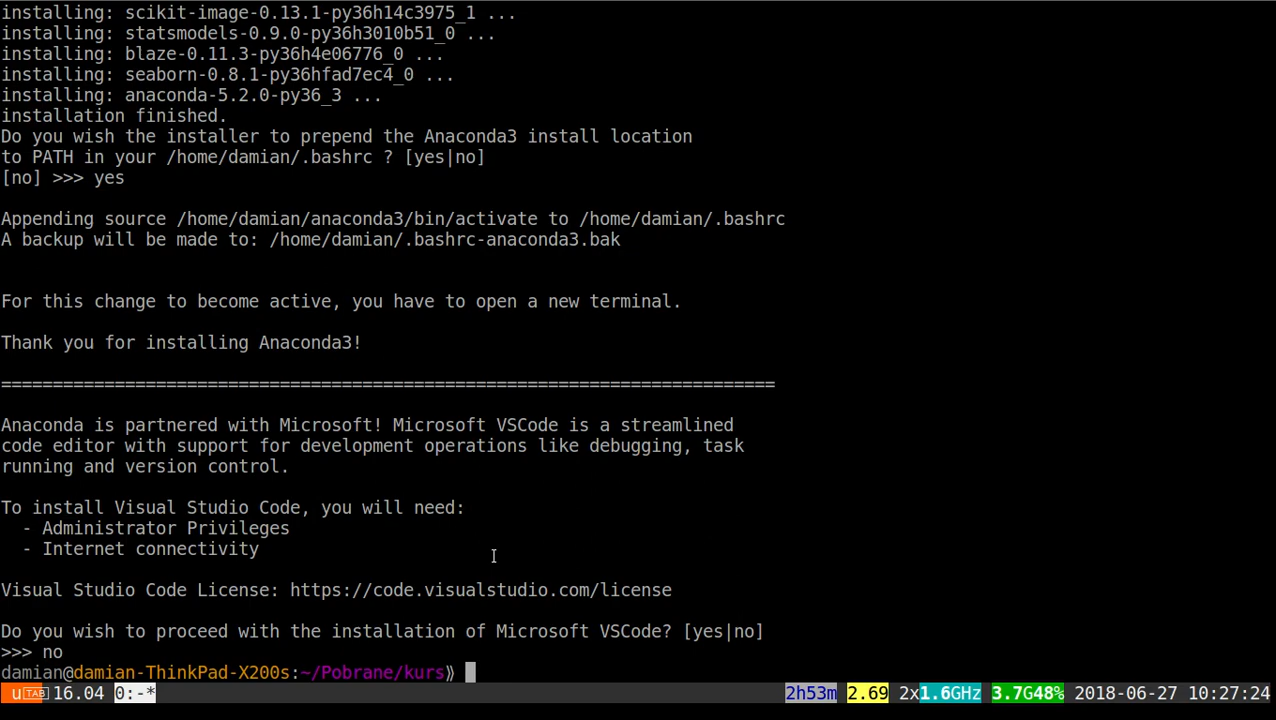 installing: scikit-image-0.13.1-py36h14c3975_1 ...
installing: statsmodels-0.9.0-py36h3010b51_0 ...
installing: blaze-0.11.3-py36h4e06776_0 ...
installing: seaborn-0.8.1-py36hfad7ec4_0 ...
installing: anaconda-5.2.0-py36_3 ...
installation finished.
Do you wish the installer to prepend the Anaconda3 install location
to PATH in your /home/damian/.bashrc ? [yes|no]
[no] >>> yes
Appending source /home/damian/anaconda3/bin/activate to /home/damian/.bashrc
A backup will be made to: /home/damian/.bashrc-anaconda3.bak
For this change to become active, you have to open a new terminal.
Thank you for installing Anaconda3!
===========================================================================
Anaconda is partnered with Microsoft! Microsoft VSCode is a streamlined
code editor with support for development operations like debugging, task
running and version control.
To install Visual Studio Code, you will need:
- Administrator Privileges
- Internet connectivity
Visual Studio Code License: https://code.visualstudio.com/license
Do you wish to proceed with the installation of Microsoft VSCode? [yes|no]
>>> no
damian@damian-ThinkPad-X200s:~/Pobrane/kurs⟫
u TAB 16.04 0:-* 2h53m 2.69 2x1.6GHz 3.7G48% 2018-06-27 10:27:24